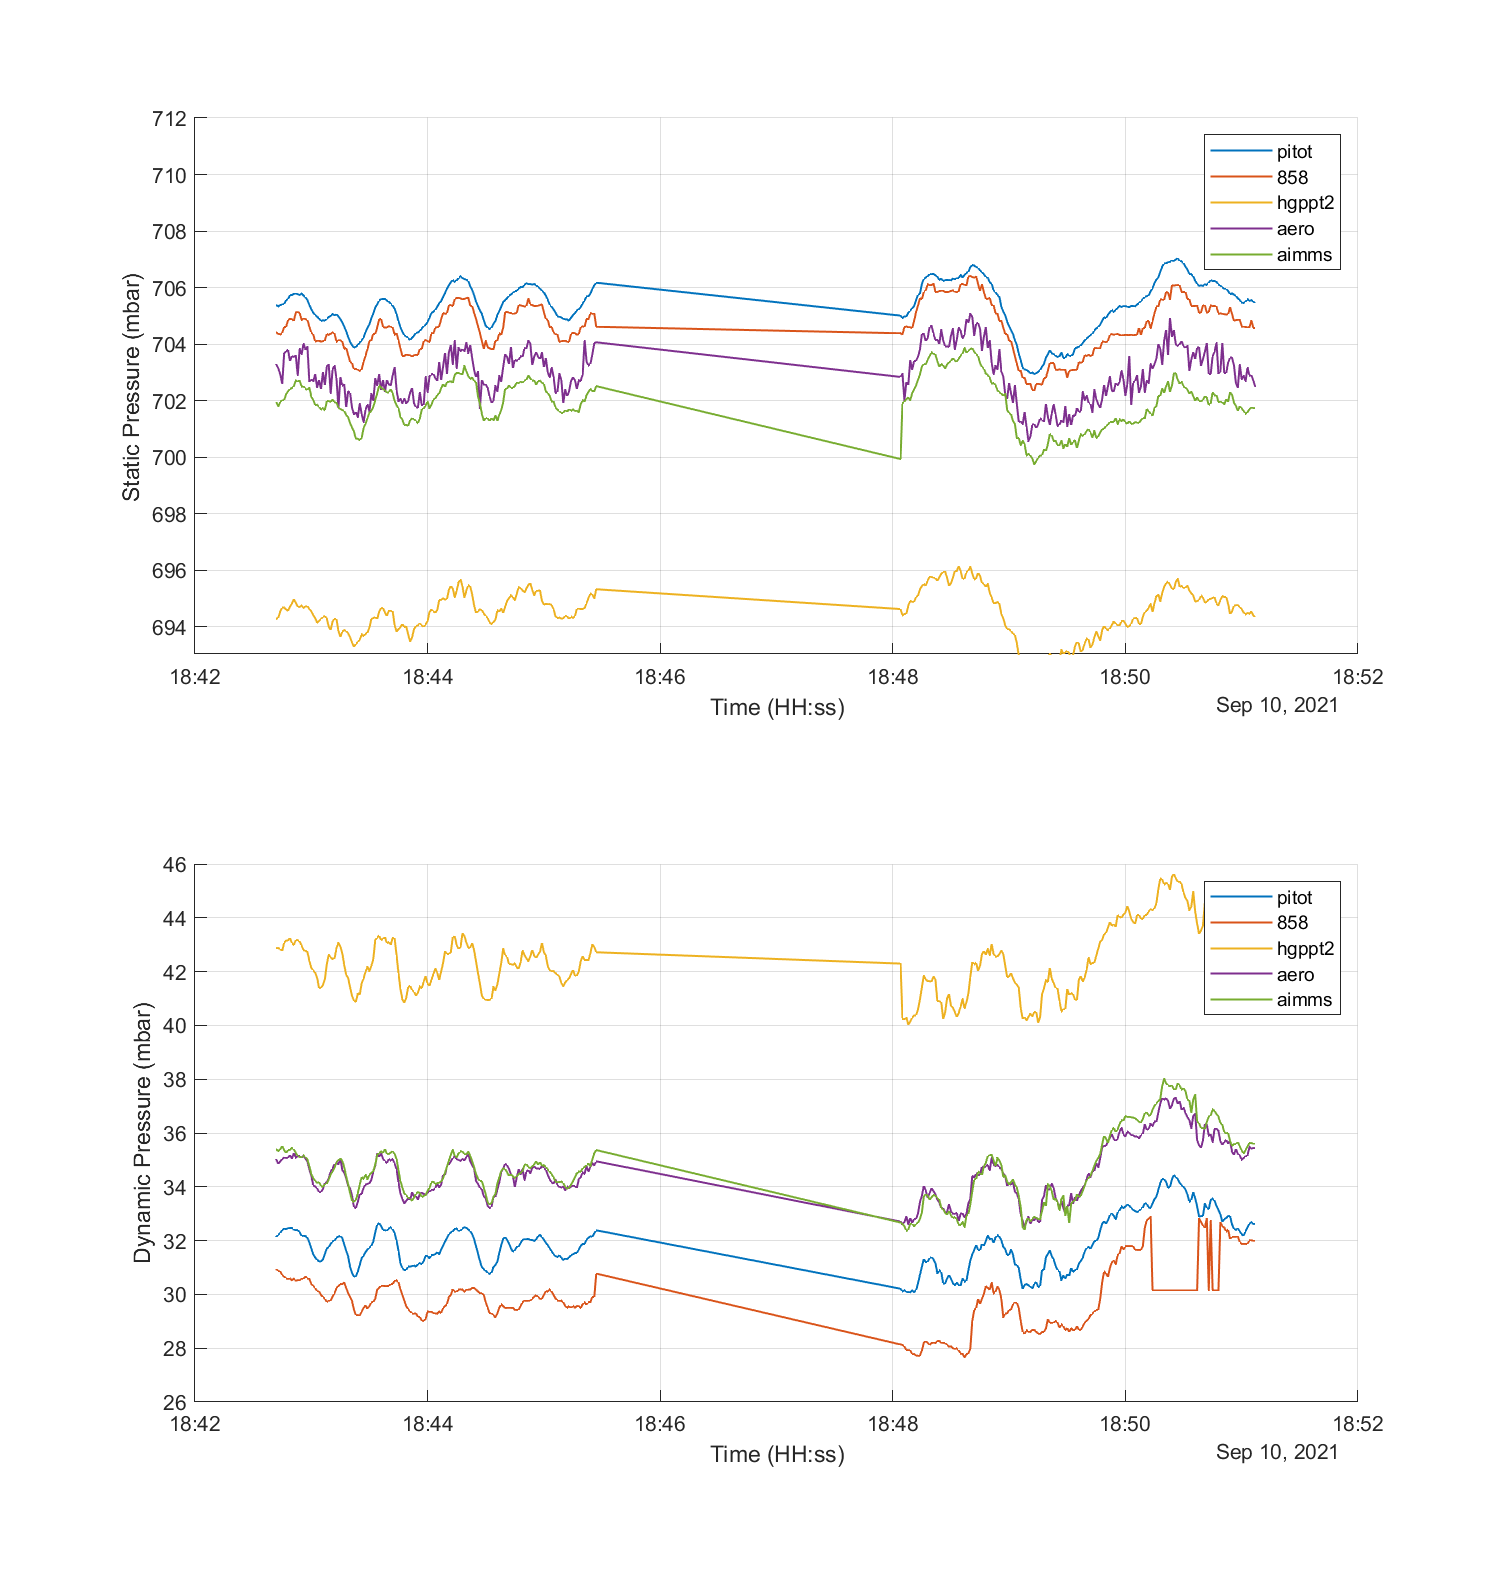 712
710
708
706
704
702
700
698
696
694
Static Pressure (mbar)
pitot
858
hgppt2
aero
aimms
18:42 18:44 18:46 18:48 18:50 18:52
Time (HH:ss)
Sep 10, 2021
46
44
42
40
38
36
34
32
30
28
26
Dynamic Pressure (mbar)
pitot
858
hgppt2
aero
aimms
18:42 18:44 18:46 18:48 18:50 18:52
Time (HH:ss)
Sep 10, 2021